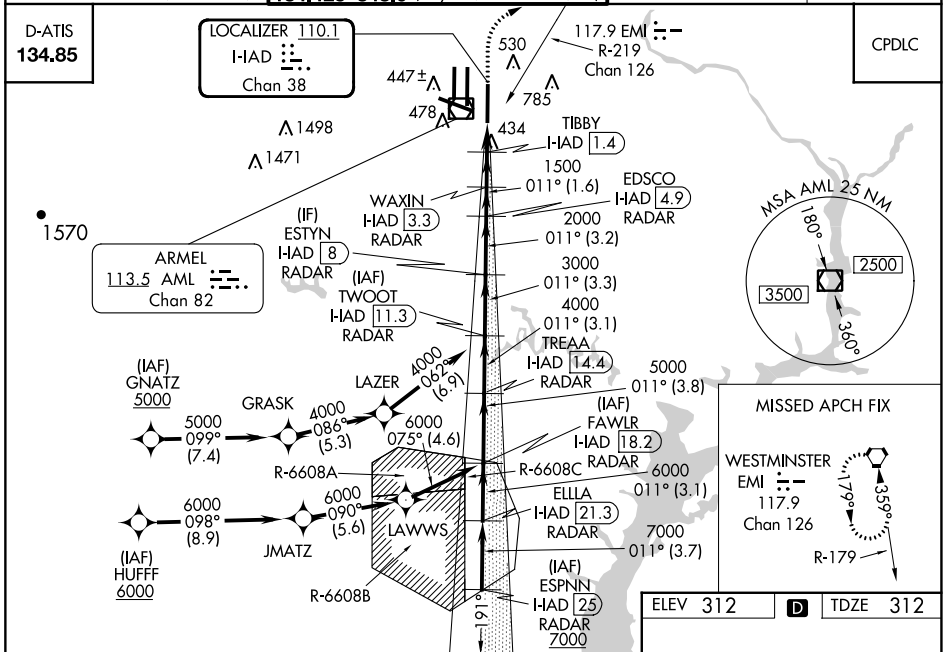 D-ATIS
134.85
LOCALIZER 110.1
I-IAD
Chan 38
117.9 EMI
R-219
Chan 126
CPDLC
530
447±
785
478
434
1498
1471
1570
TIBBY
I-IAD 1.4
1500
011° (1.6)
WAXIN
I-IAD 3.3
RADAR
EDSCO
I-IAD 4.9
RADAR
2000
011° (3.2)
(IF)
ESTYN
I-IAD 8
RADAR
3000
011° (3.3)
ARMEL
113.5 AML
Chan 82
(IAF)
TWOOT
I-IAD 11.3
RADAR
4000
011° (3.1)
TREAA
I-IAD 14.4
RADAR
5000
011° (3.8)
MSA AML 25 NM
180°
2500
3500
360°
(IAF)
GNATZ
5000
5000
099°
(7.4)
GRASK
4000
086°
(5.3)
LAZER
4000
062°
(6.9)
6000
075° (4.6)
(IAF)
FAWLR
I-IAD 18.2
RADAR
R-6608A
R-6608C
6000
011° (3.1)
ELLLA
I-IAD 21.3
RADAR
7000
011° (3.7)
6000
098°
(8.9)
(IAF)
HUFFF
6000
JMATZ
6000
090°
(5.6)
LAWWS
R-6608B
(IAF)
ESPNN
I-IAD 25
RADAR
7000
191°
MISSED APCH FIX
WESTMINSTER
EMI
117.9
Chan 126
179°
359°
R-179
ELEV 312
D
TDZE 312